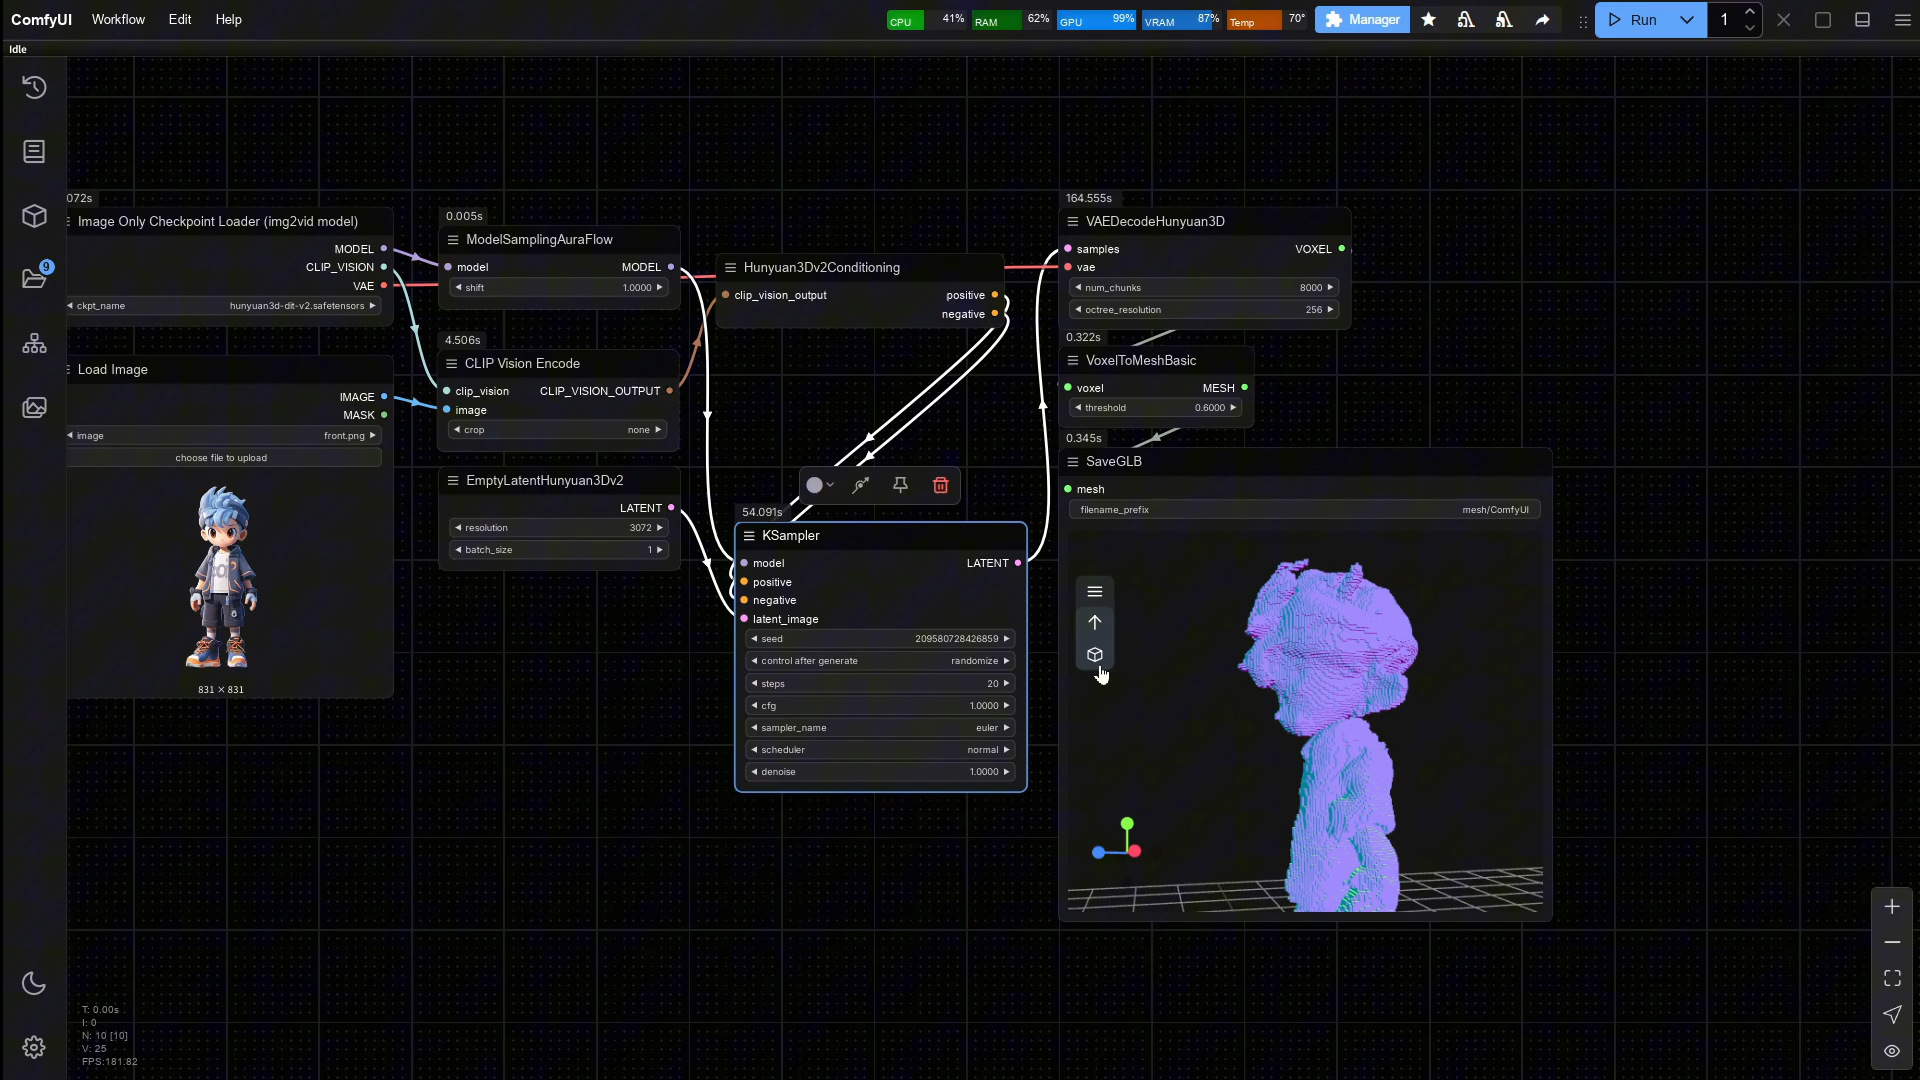 ComfyUI Workflow Edit Help
CPU 41% RAM 62% GPU 99% VRAM 87% Temp 70° Manager Run 1
Idle
9
072s
Image Only Checkpoint Loader (img2vid model)
MODEL
CLIP_VISION
VAE
ckpt_name hunyuan3d-dit-v2.safetensors
Load Image
IMAGE
MASK
image front.png
choose file to upload
831 × 831
0.005s
ModelSamplingAuraFlow
model MODEL
shift 1.0000
4.506s
CLIP Vision Encode
clip_vision CLIP_VISION_OUTPUT
image
crop none
EmptyLatentHunyuan3Dv2
LATENT
resolution 3072
batch_size 1
Hunyuan3Dv2Conditioning
clip_vision_output positive
negative
54.091s
KSampler
model LATENT
positive
negative
latent_image
seed 209580728426859
control after generate randomize
steps 20
cfg 1.0000
sampler_name euler
scheduler normal
denoise 1.0000
164.555s
VAEDecodeHunyuan3D
samples VOXEL
vae
num_chunks 8000
octree_resolution 256
0.322s
VoxelToMeshBasic
voxel MESH
threshold 0.6000
0.345s
SaveGLB
mesh
filename_prefix mesh/ComfyUI
T: 0.00s
I: 0
N: 10 [10]
V: 25
FPS:181.82